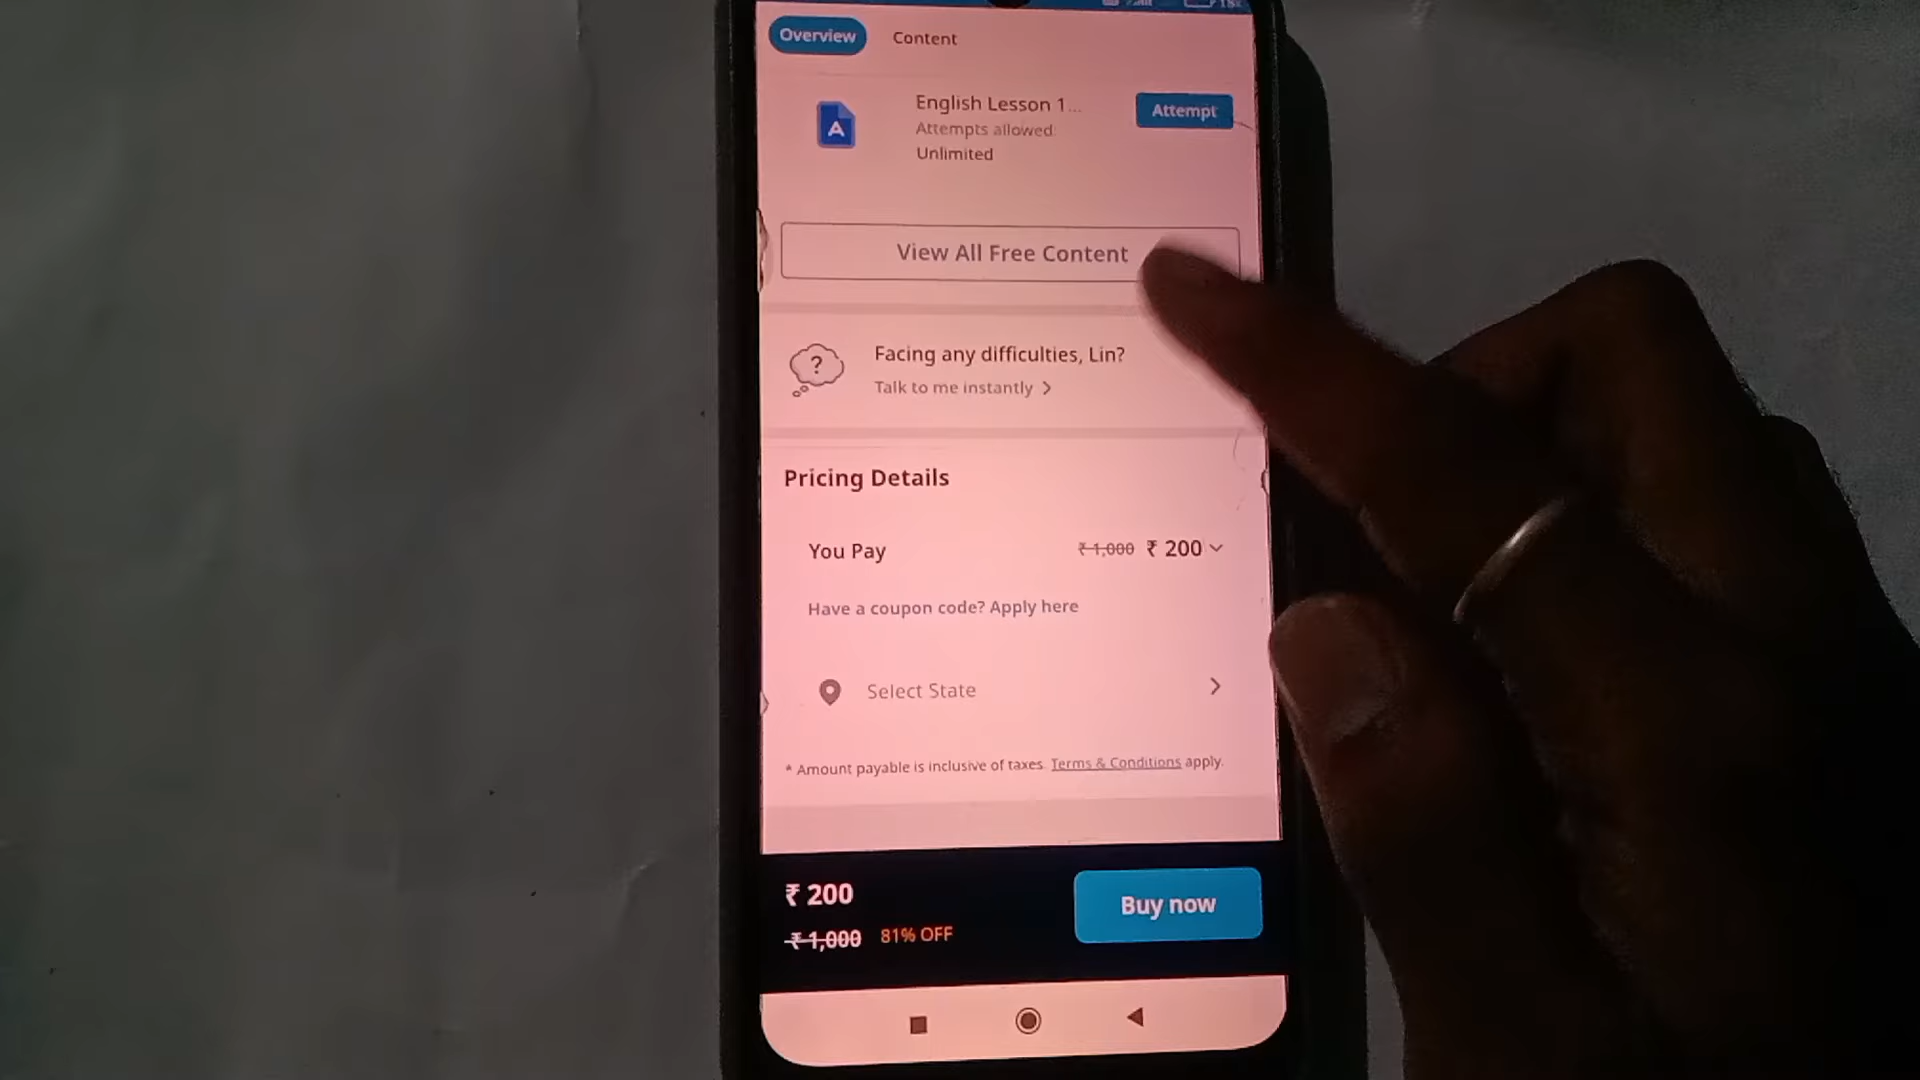 Overview Content
English Lesson 1...
Attempt
Attempts allowed
Unlimited
View All Free Content
?
Facing any difficulties, Lin?
Talk to me instantly >
Pricing Details
You Pay ₹ 1,000 ₹ 200
Have a coupon code? Apply here
Select State
* Amount payable is inclusive of taxes. Terms & Conditions apply.
₹ 200
₹ 1,000 81% OFF
Buy now